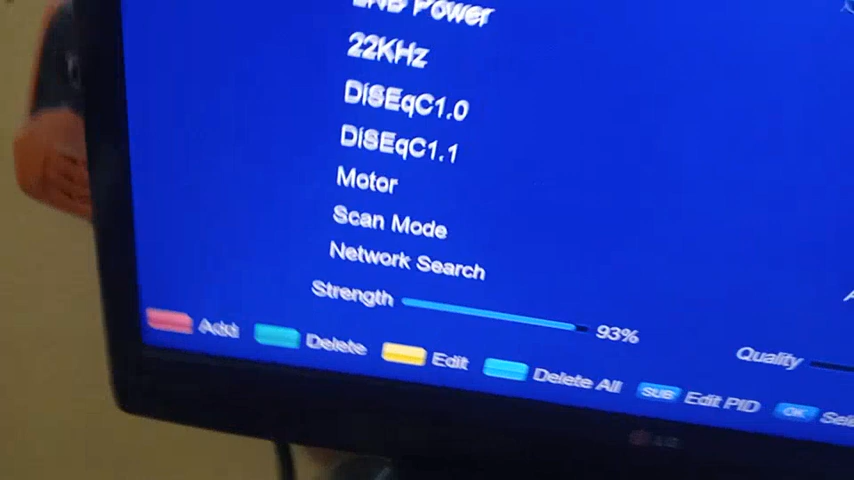 LNB Power
22KHz
DiSEqC1.0
DiSEqC1.1
Motor
Scan Mode
Network Search
Strength 93% Quality
Add Delete Edit Delete All SUB Edit PID OK
LG